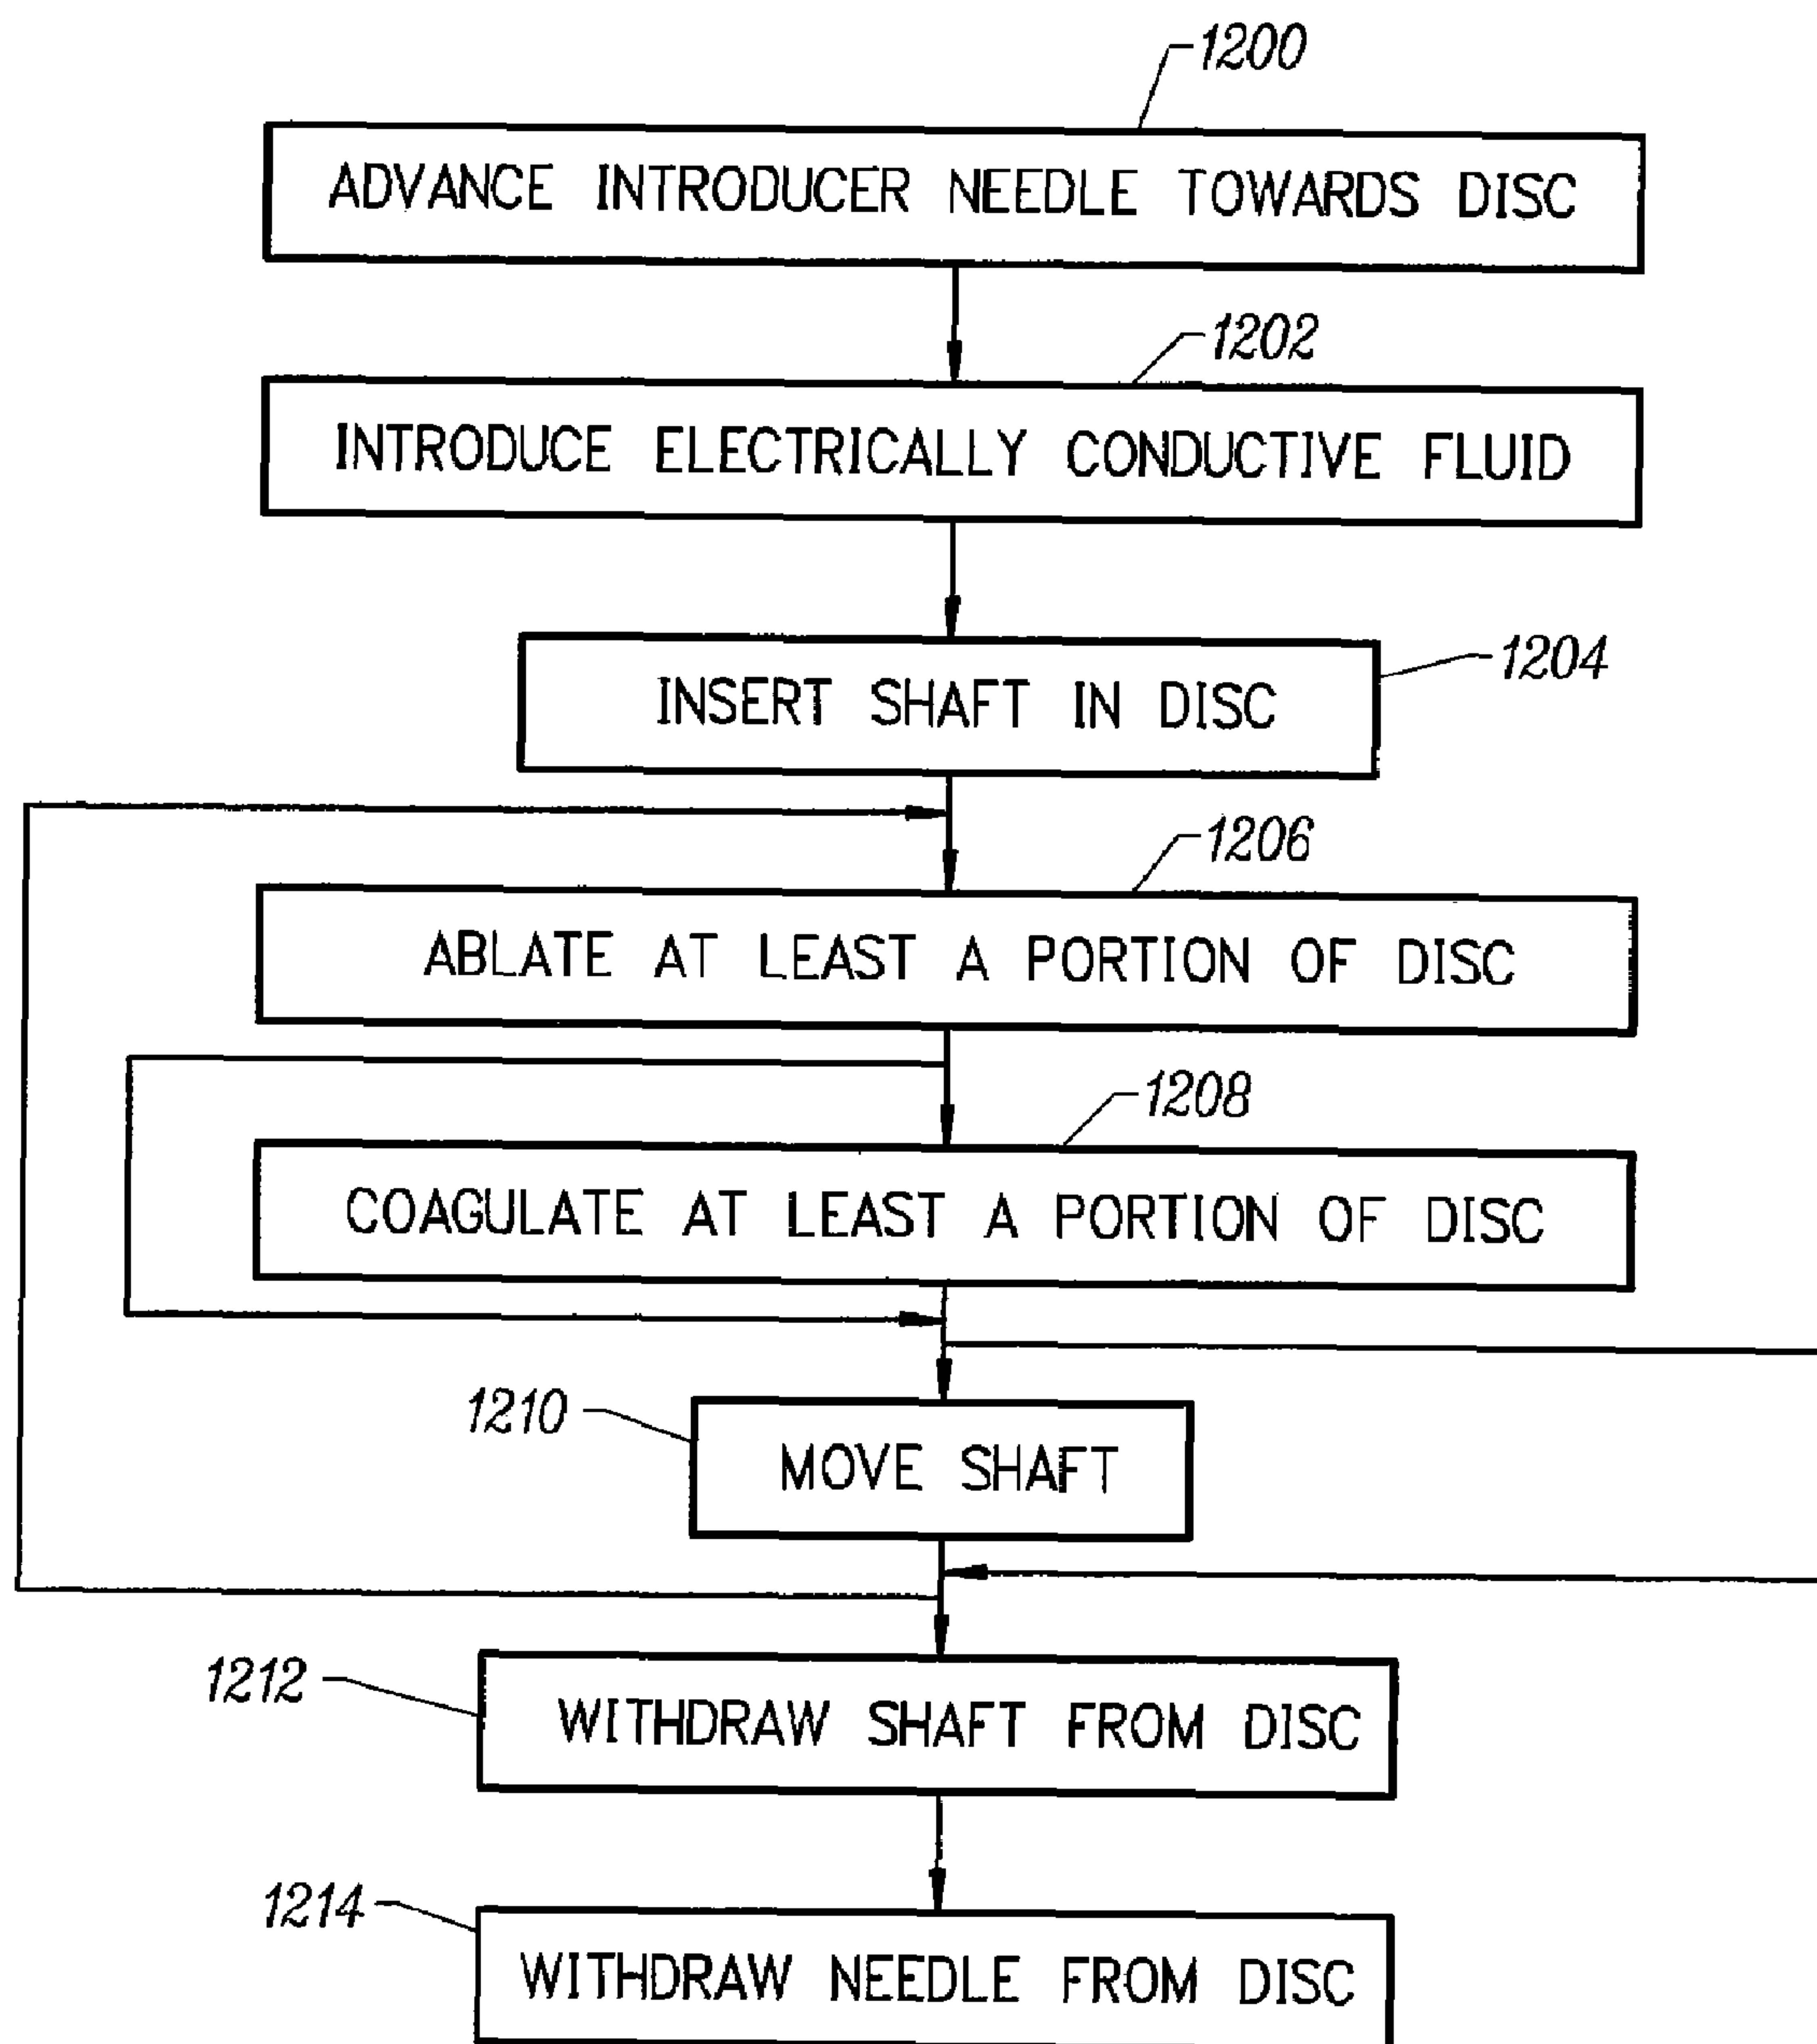 1200
ADVANCE INTRODUCER NEEDLE TOWARDS DISC
1202
INTRODUCE ELECTRICALLY CONDUCTIVE FLUID
1204
INSERT SHAFT IN DISC
1206
ABLATE AT LEAST A PORTION OF DISC
1208
COAGULATE AT LEAST A PORTION OF DISC
1210
MOVE SHAFT
1212
WITHDRAW SHAFT FROM DISC
1214
WITHDRAW NEEDLE FROM DISC